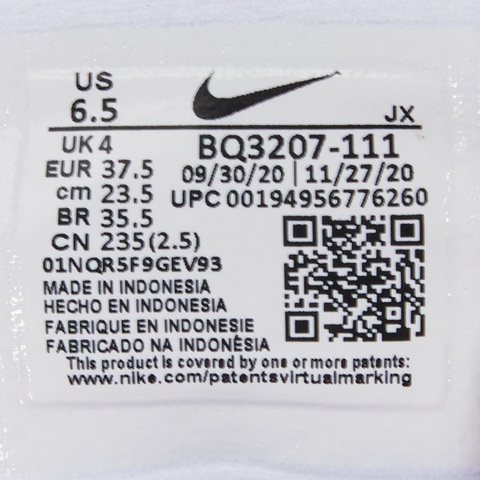 US
6.5
JX
UK 4
EUR 37.5
cm 23.5
BR 35.5
CN 235(2.5)
BQ3207-111
09/30/20 | 11/27/20
UPC 00194956776260
01NQR5F9GEV93
MADE IN INDONESIA
HECHO EN INDONESIA
FABRIQUE EN INDONESIE
FABRICADO NA INDONÈSIA
This product is covered by one or more patents:
www.nike.com/patentsvirtualmarking